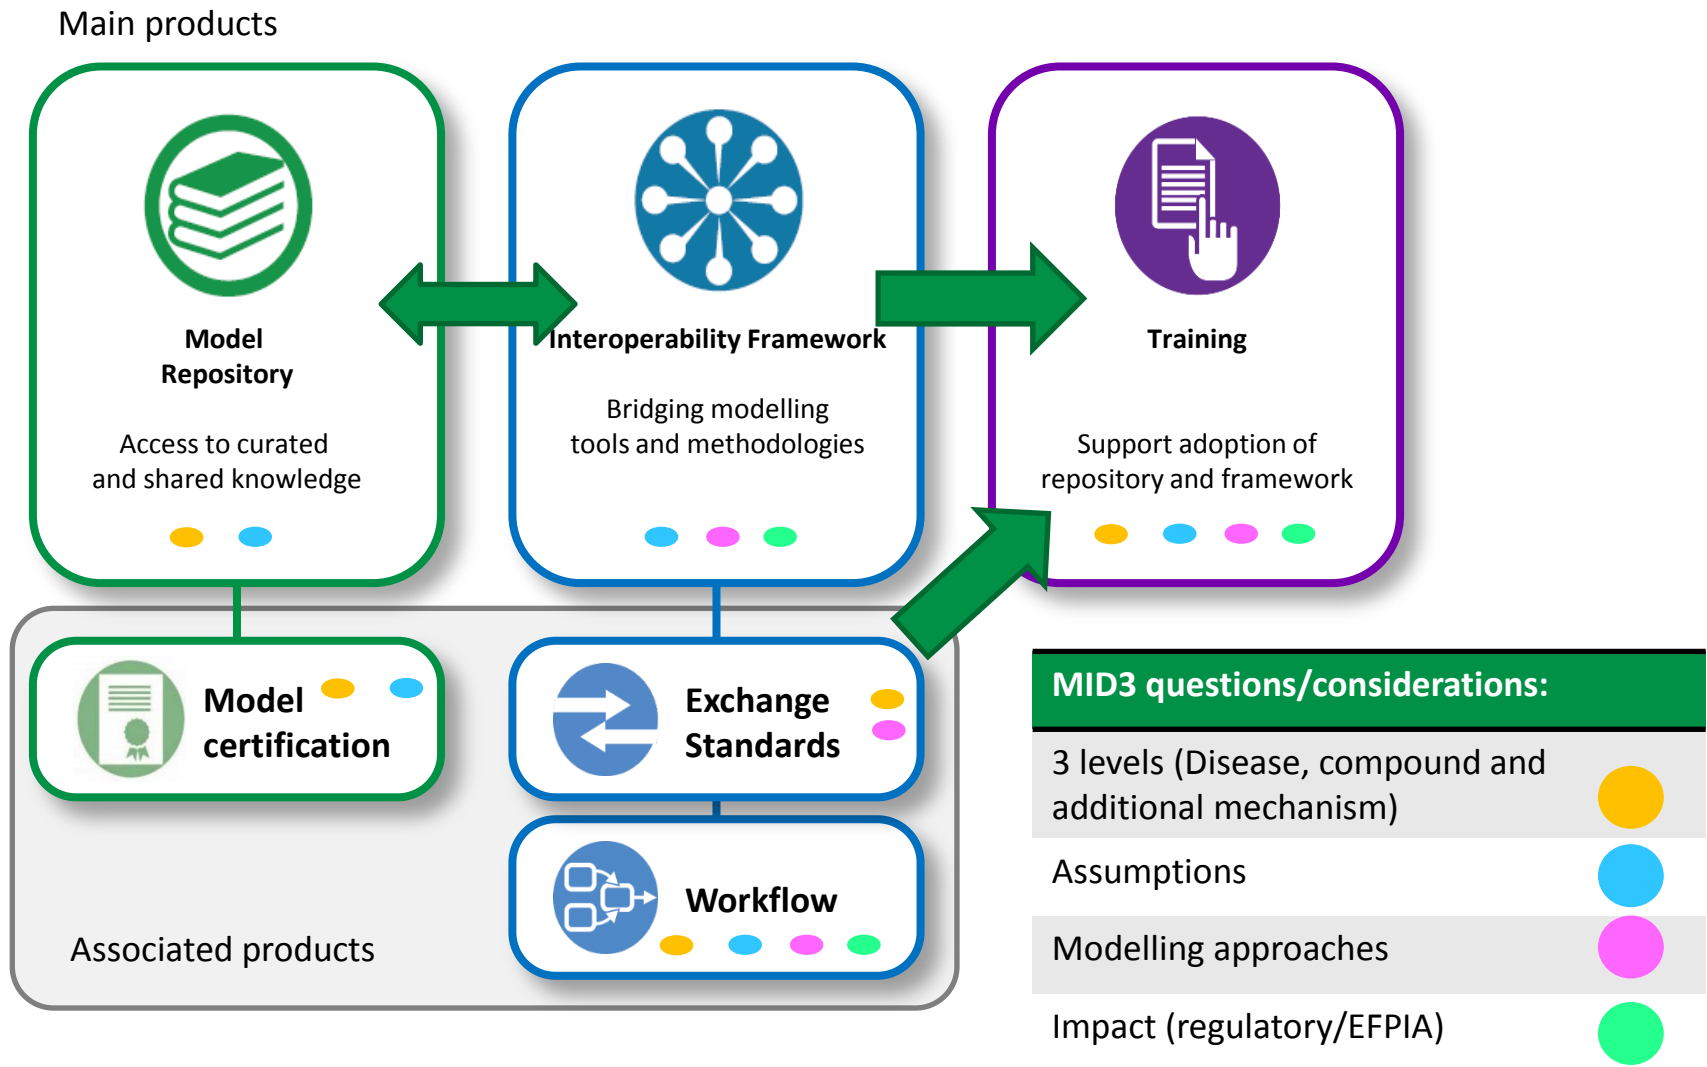 Main products
Model
Repository
Access to curated
and shared knowledge
Interoperability Framework
Bridging modelling
tools and methodologies
Training
Support adoption of
repository and framework
Model
certification
Exchange
Standards
Workflow
Associated products
MID3 questions/considerations:
3 levels (Disease, compound and
additional mechanism)
Assumptions
Modelling approaches
Impact (regulatory/EFPIA)